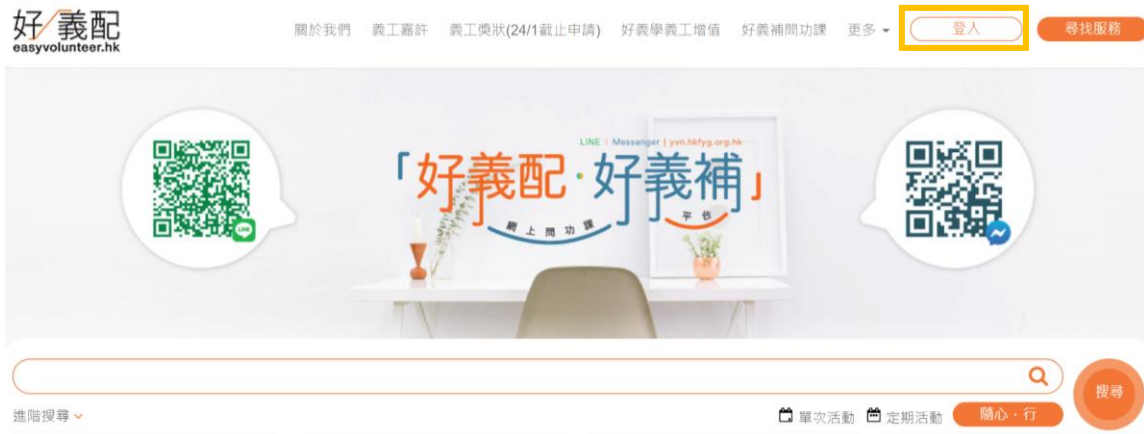 好義配
easyvolunteer.hk
關於我們 義工嘉許 義工獎狀(24/1截止申請) 好義學義工增值 好義補問功課 更多 登入 尋找服務
LINE | Messenger | yvn.hkfyg.org.hk
「好義配·好義補」
網上問功課 平台
LINE
搜尋
進階搜尋 單次活動 定期活動 隨心·行